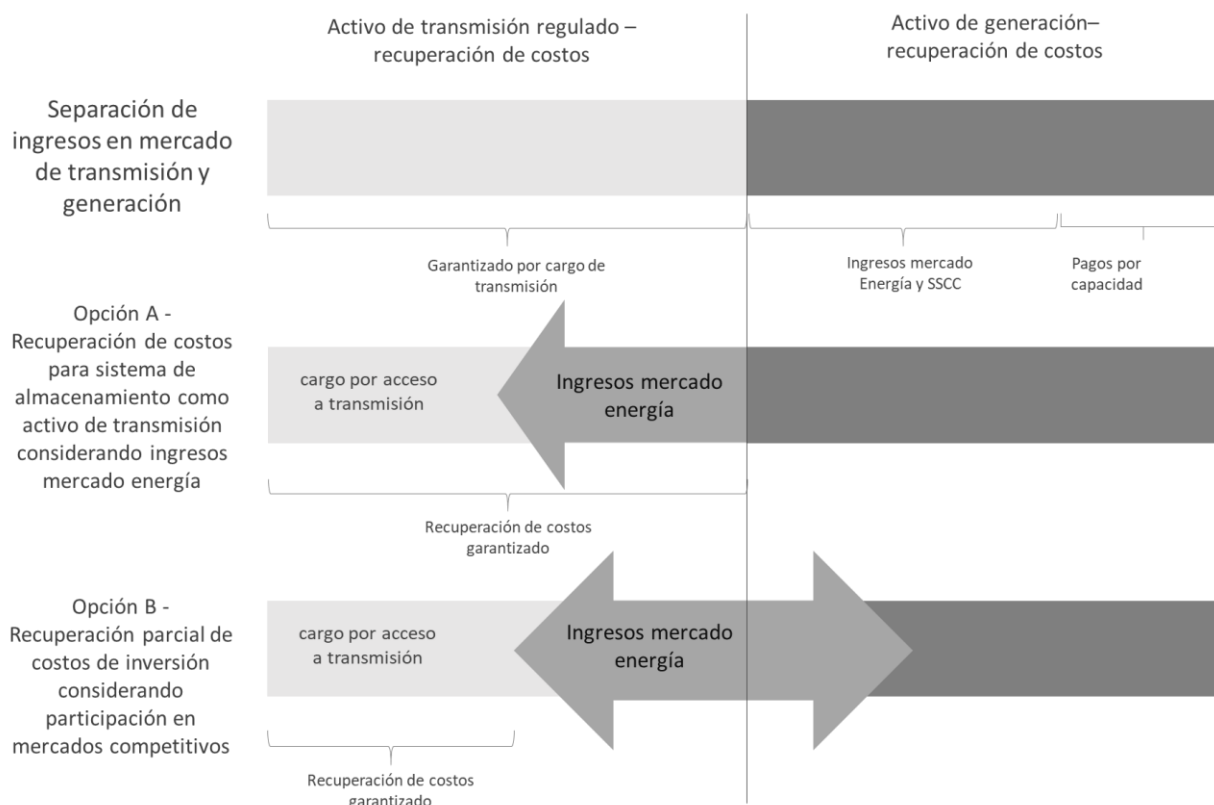 Activo de transmisión regulado –
recuperación de costos
Activo de generación–
recuperación de costos
Separación de
ingresos en mercado
de transmisión y
generación
Garantizado por cargo de
transmisión
Ingresos mercado
Energía y SSCC
Pagos por
capacidad
Opción A -
Recuperación de costos
para sistema de
almacenamiento como
activo de transmisión
considerando ingresos
mercado energía
cargo por acceso
a transmisión
Ingresos mercado
energía
Recuperación de costos
garantizado
Opción B -
Recuperación parcial de
costos de inversión
considerando
participación en
mercados competitivos
cargo por acceso
a transmisión
Ingresos mercado
energía
Recuperación de costos
garantizado